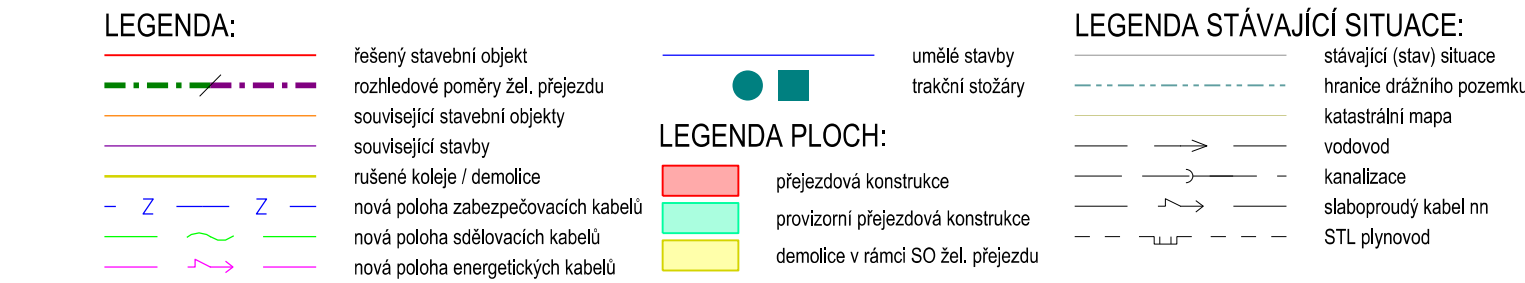 LEGENDA:
řešený stavební objekt
rozhledové poměry žel. přejezdu
související stavební objekty
související stavby
rušené koleje / demolice
Z Z nová poloha zabezpečovacích kabelů
nová poloha sdělovacích kabelů
nová poloha energetických kabelů
umělé stavby
trakční stožáry
LEGENDA PLOCH:
přejezdová konstrukce
provizorní přejezdová konstrukce
demolice v rámci SO žel. přejezdu
LEGENDA STÁVAJÍCÍ SITUACE:
stávající (stav) situace
hranice drážního pozemku
katastrální mapa
vodovod
kanalizace
slaboproudý kabel nn
STL plynovod